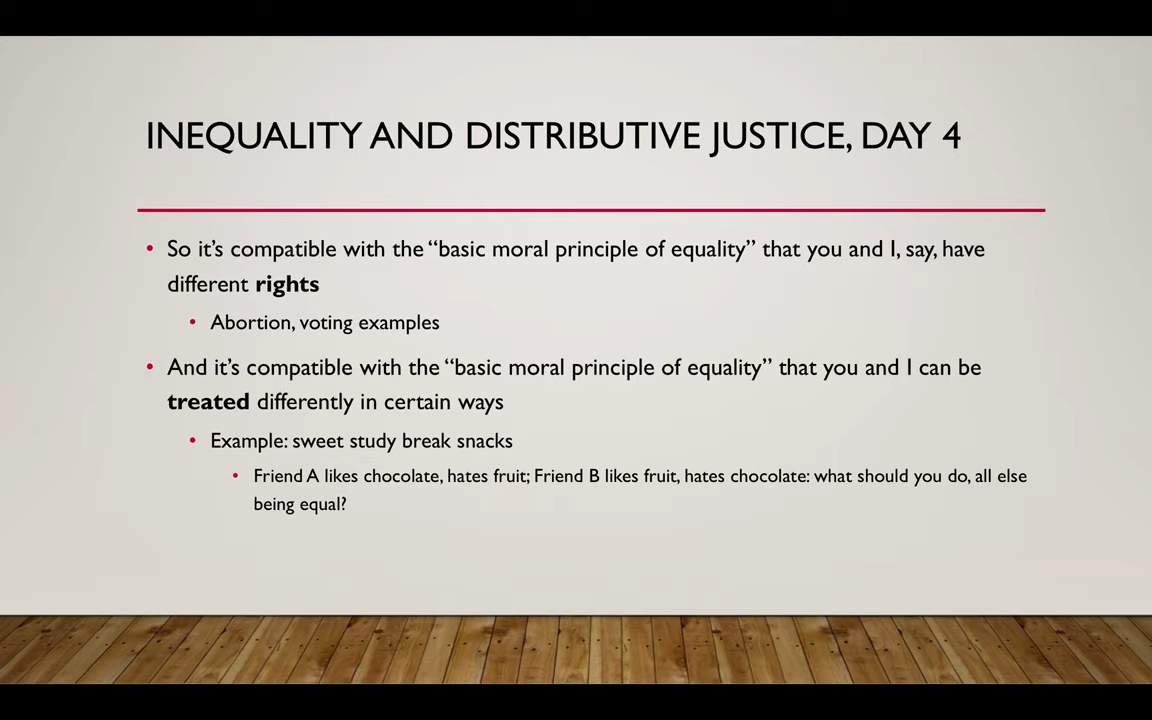 INEQUALITY AND DISTRIBUTIVE JUSTICE, DAY 4
• So it’s compatible with the “basic moral principle of equality” that you and I, say, have
different rights
• Abortion, voting examples
• And it’s compatible with the “basic moral principle of equality” that you and I can be
treated differently in certain ways
• Example: sweet study break snacks
• Friend A likes chocolate, hates fruit; Friend B likes fruit, hates chocolate: what should you do, all else
being equal?